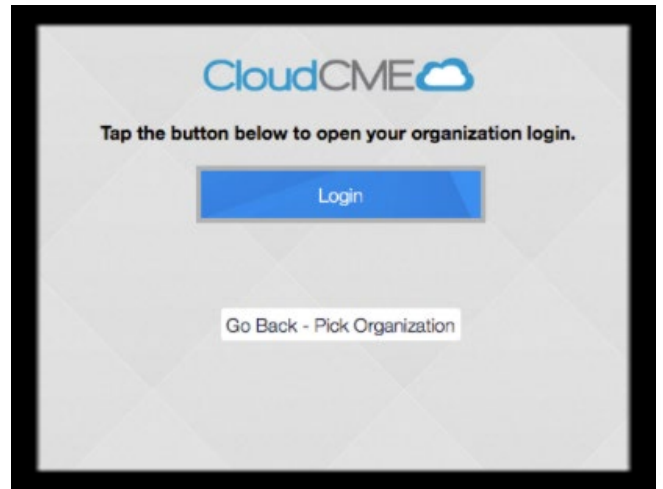 CloudCME
Tap the button below to open your organization login.
Login
Go Back - Pick Organization